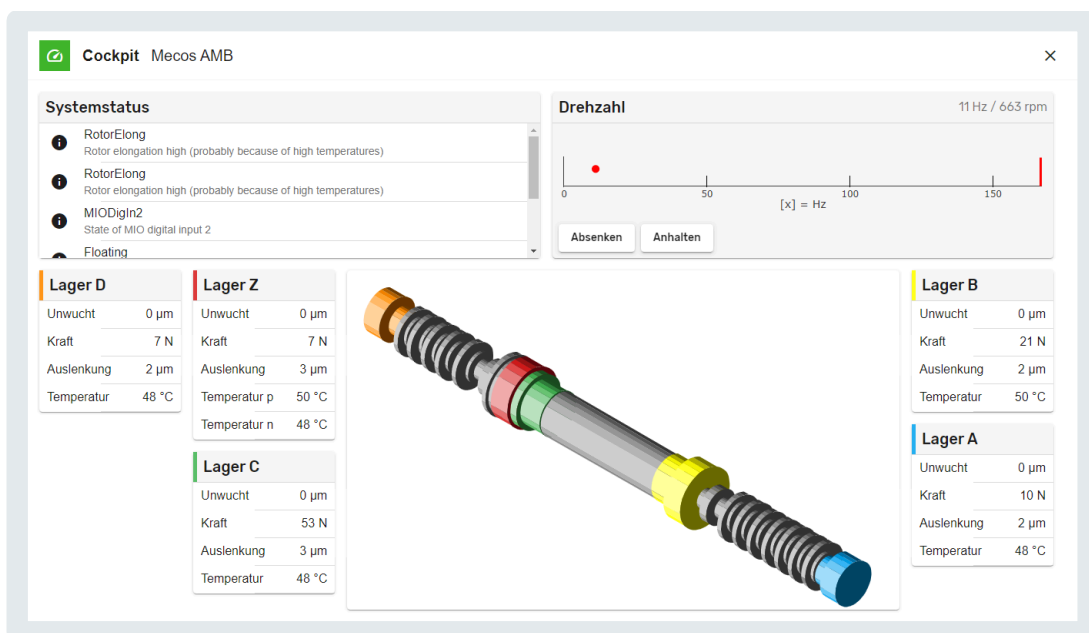 Cockpit Mecos AMB
Systemstatus
RotorElong
Rotor elongation high (probably because of high temperatures)
RotorElong
Rotor elongation high (probably because of high temperatures)
MIODigIn2
State of MIO digital input 2
Floating
Drehzahl 11 Hz / 663 rpm
0 50 100 150
[x] = Hz
Absenken Anhalten
Lager D
Unwucht 0 µm
Kraft 7 N
Auslenkung 2 µm
Temperatur 48 °C
Lager Z
Unwucht 0 µm
Kraft 7 N
Auslenkung 3 µm
Temperatur p 50 °C
Temperatur n 48 °C
Lager C
Unwucht 0 µm
Kraft 53 N
Auslenkung 3 µm
Temperatur 48 °C
Lager B
Unwucht 0 µm
Kraft 21 N
Auslenkung 2 µm
Temperatur 50 °C
Lager A
Unwucht 0 µm
Kraft 10 N
Auslenkung 2 µm
Temperatur 48 °C